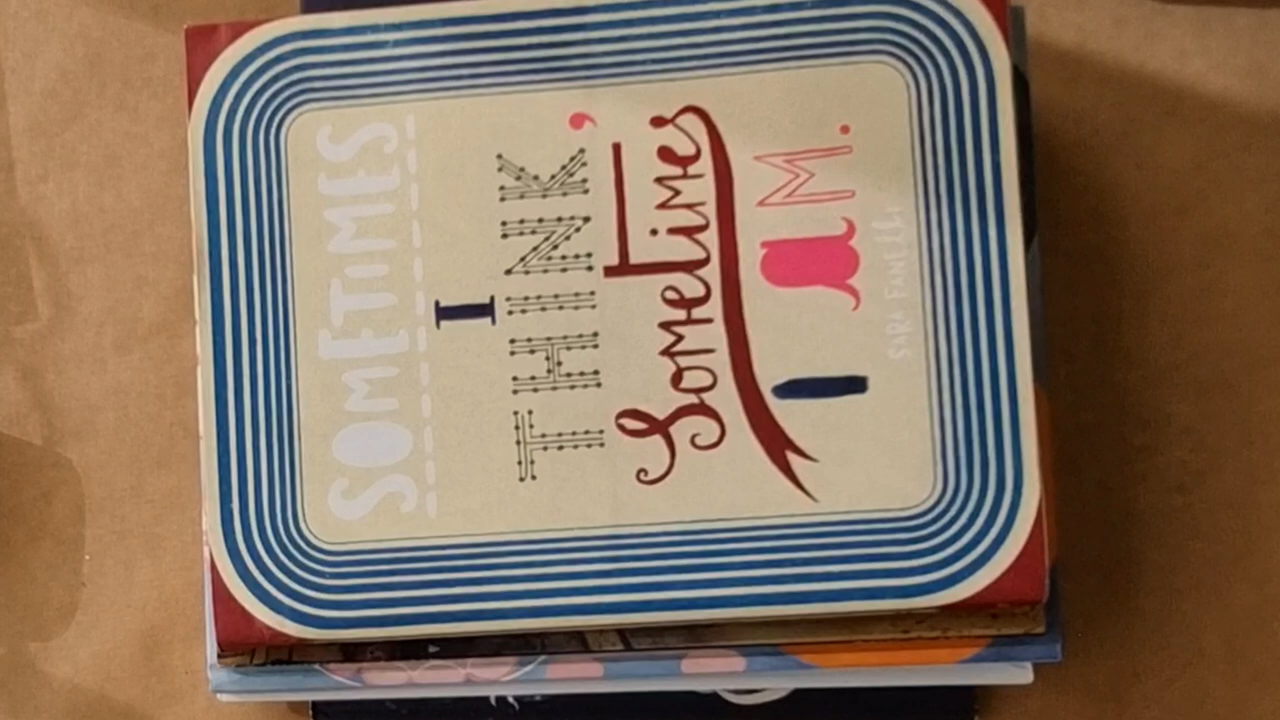 SOMETIMES
I
THINK,
Sometimes
I aM.
SARA FANELLI